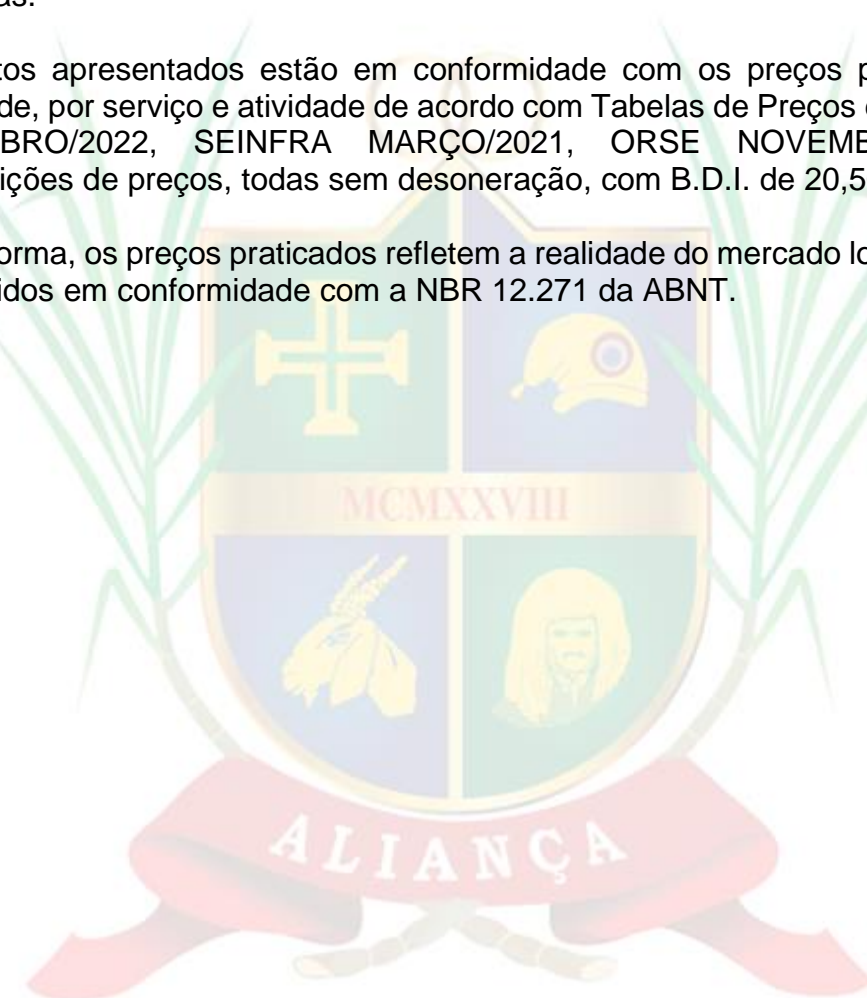 as.
tos apresentados estão em conformidade com os preços p
de, por serviço e atividade de acordo com Tabelas de Preços
BRO/2022, SEINFRA MARÇO/2021, ORSE NOVEME
ições de preços, todas sem desoneração, com B.D.I. de 20,5
orma, os preços praticados refletem a realidade do mercado lo
idos em conformidade com a NBR 12.271 da ABNT.
MCMXXVIII
ALIANÇA